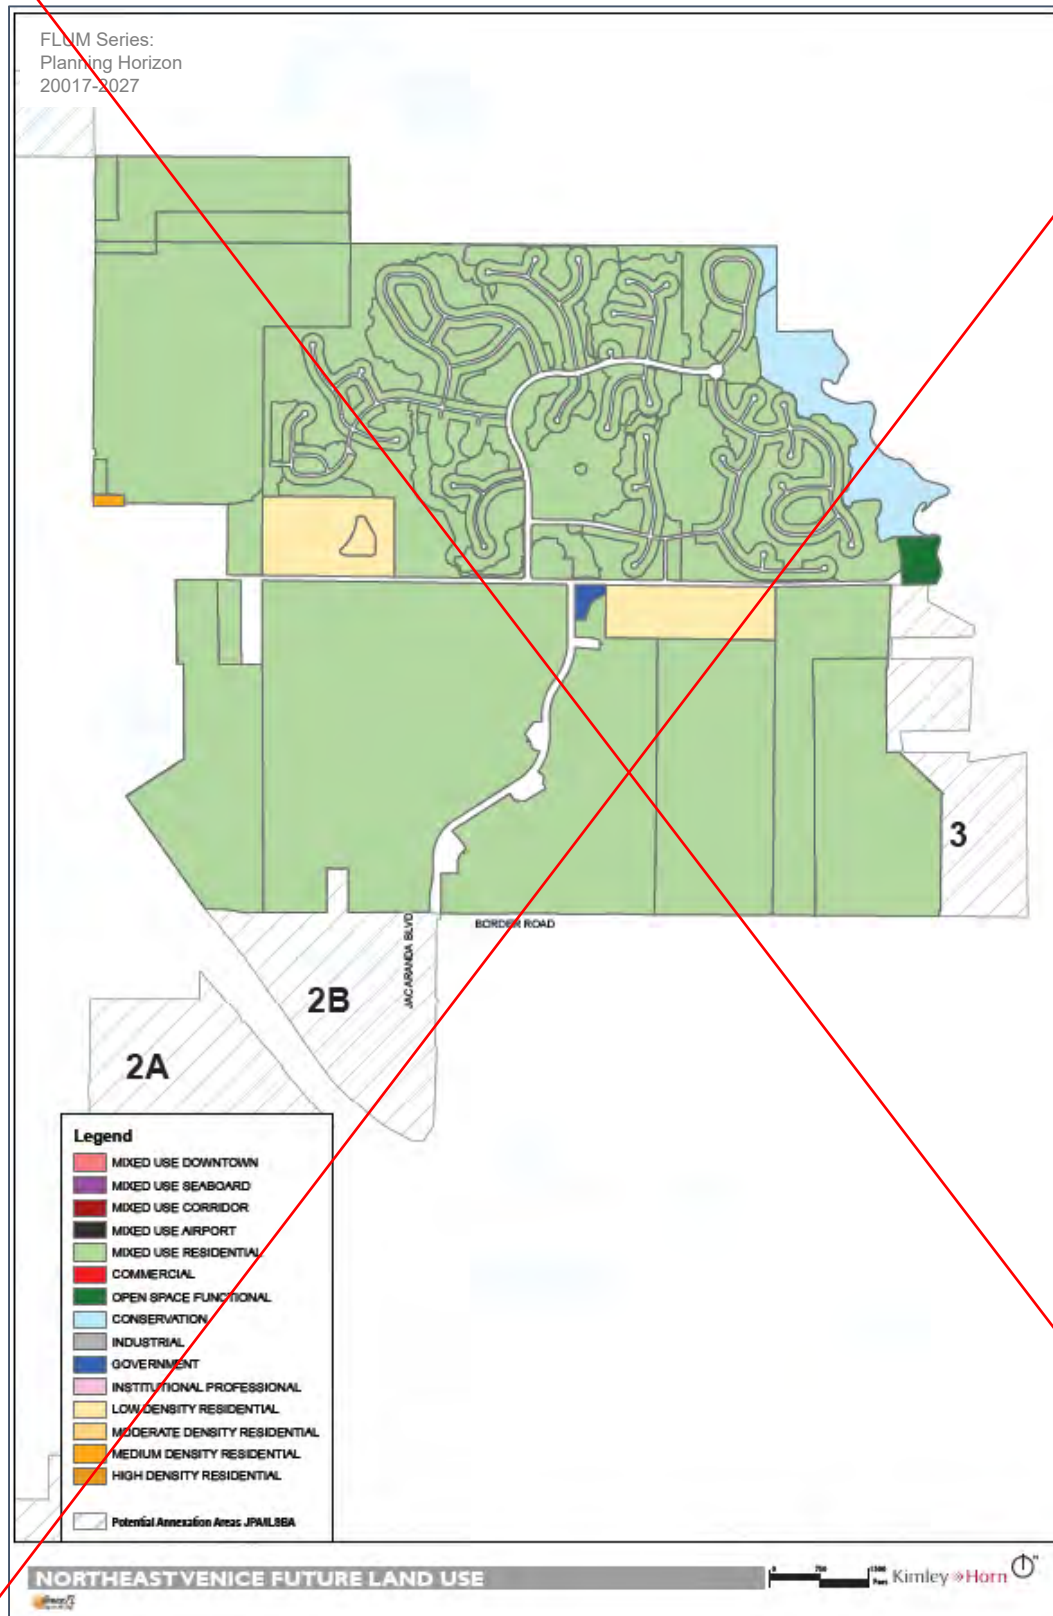 FLUM Series:
Planning Horizon
20017-2027
3
BORDER ROAD
JACARANDA BLVD
2B
2A
Legend
MIXED USE DOWNTOWN
MIXED USE SEABOARD
MIXED USE CORRIDOR
MIXED USE AIRPORT
MIXED USE RESIDENTIAL
COMMERCIAL
OPEN SPACE FUNCTIONAL
CONSERVATION
INDUSTRIAL
GOVERNMENT
INSTITUTIONAL PROFESSIONAL
LOW DENSITY RESIDENTIAL
MODERATE DENSITY RESIDENTIAL
MEDIUM DENSITY RESIDENTIAL
HIGH DENSITY RESIDENTIAL
Potential Annexation Areas JPA/ILSBA
NORTHEAST VENICE FUTURE LAND USE
Kimley»Horn